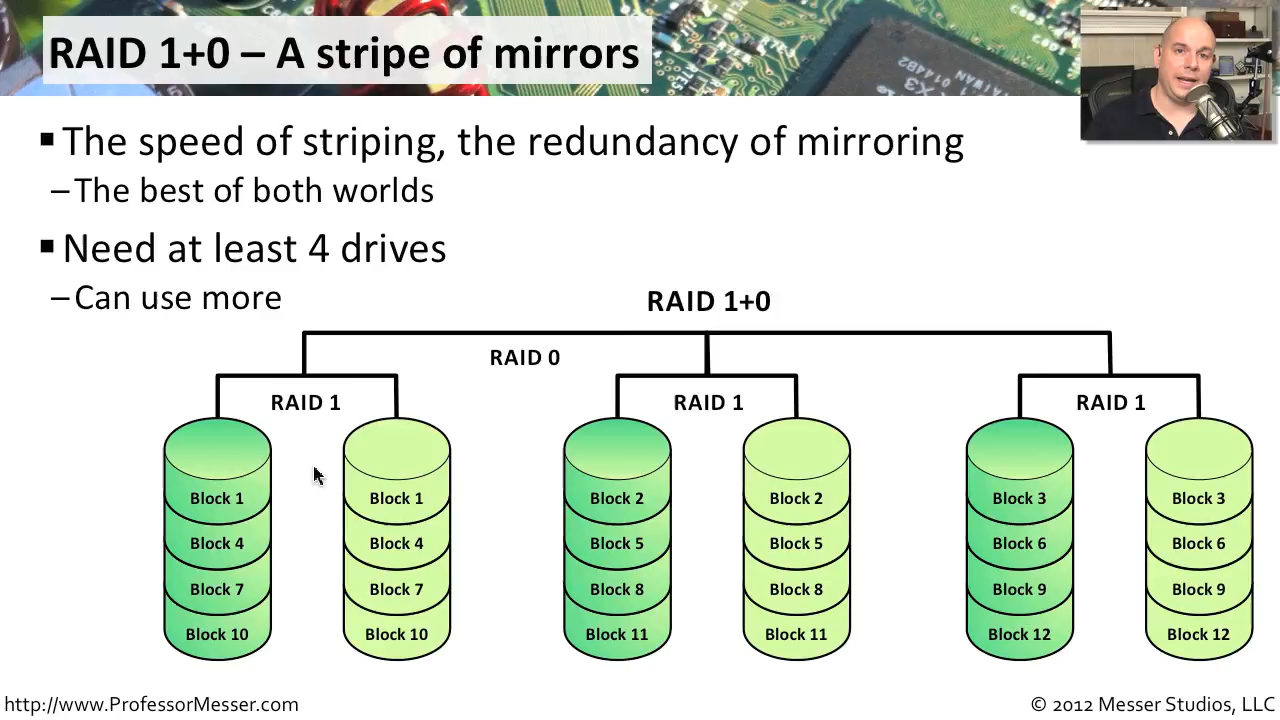 RAID 1+0 – A stripe of mirrors
TAIWAN 0144B2
▪ The speed of striping, the redundancy of mirroring
– The best of both worlds
▪ Need at least 4 drives
– Can use more
RAID 1+0
RAID 0
RAID 1 RAID 1 RAID 1
Block 1 Block 1 Block 2 Block 2 Block 3 Block 3
Block 4 Block 4 Block 5 Block 5 Block 6 Block 6
Block 7 Block 7 Block 8 Block 8 Block 9 Block 9
Block 10 Block 10 Block 11 Block 11 Block 12 Block 12
http://www.ProfessorMesser.com © 2012 Messer Studios, LLC